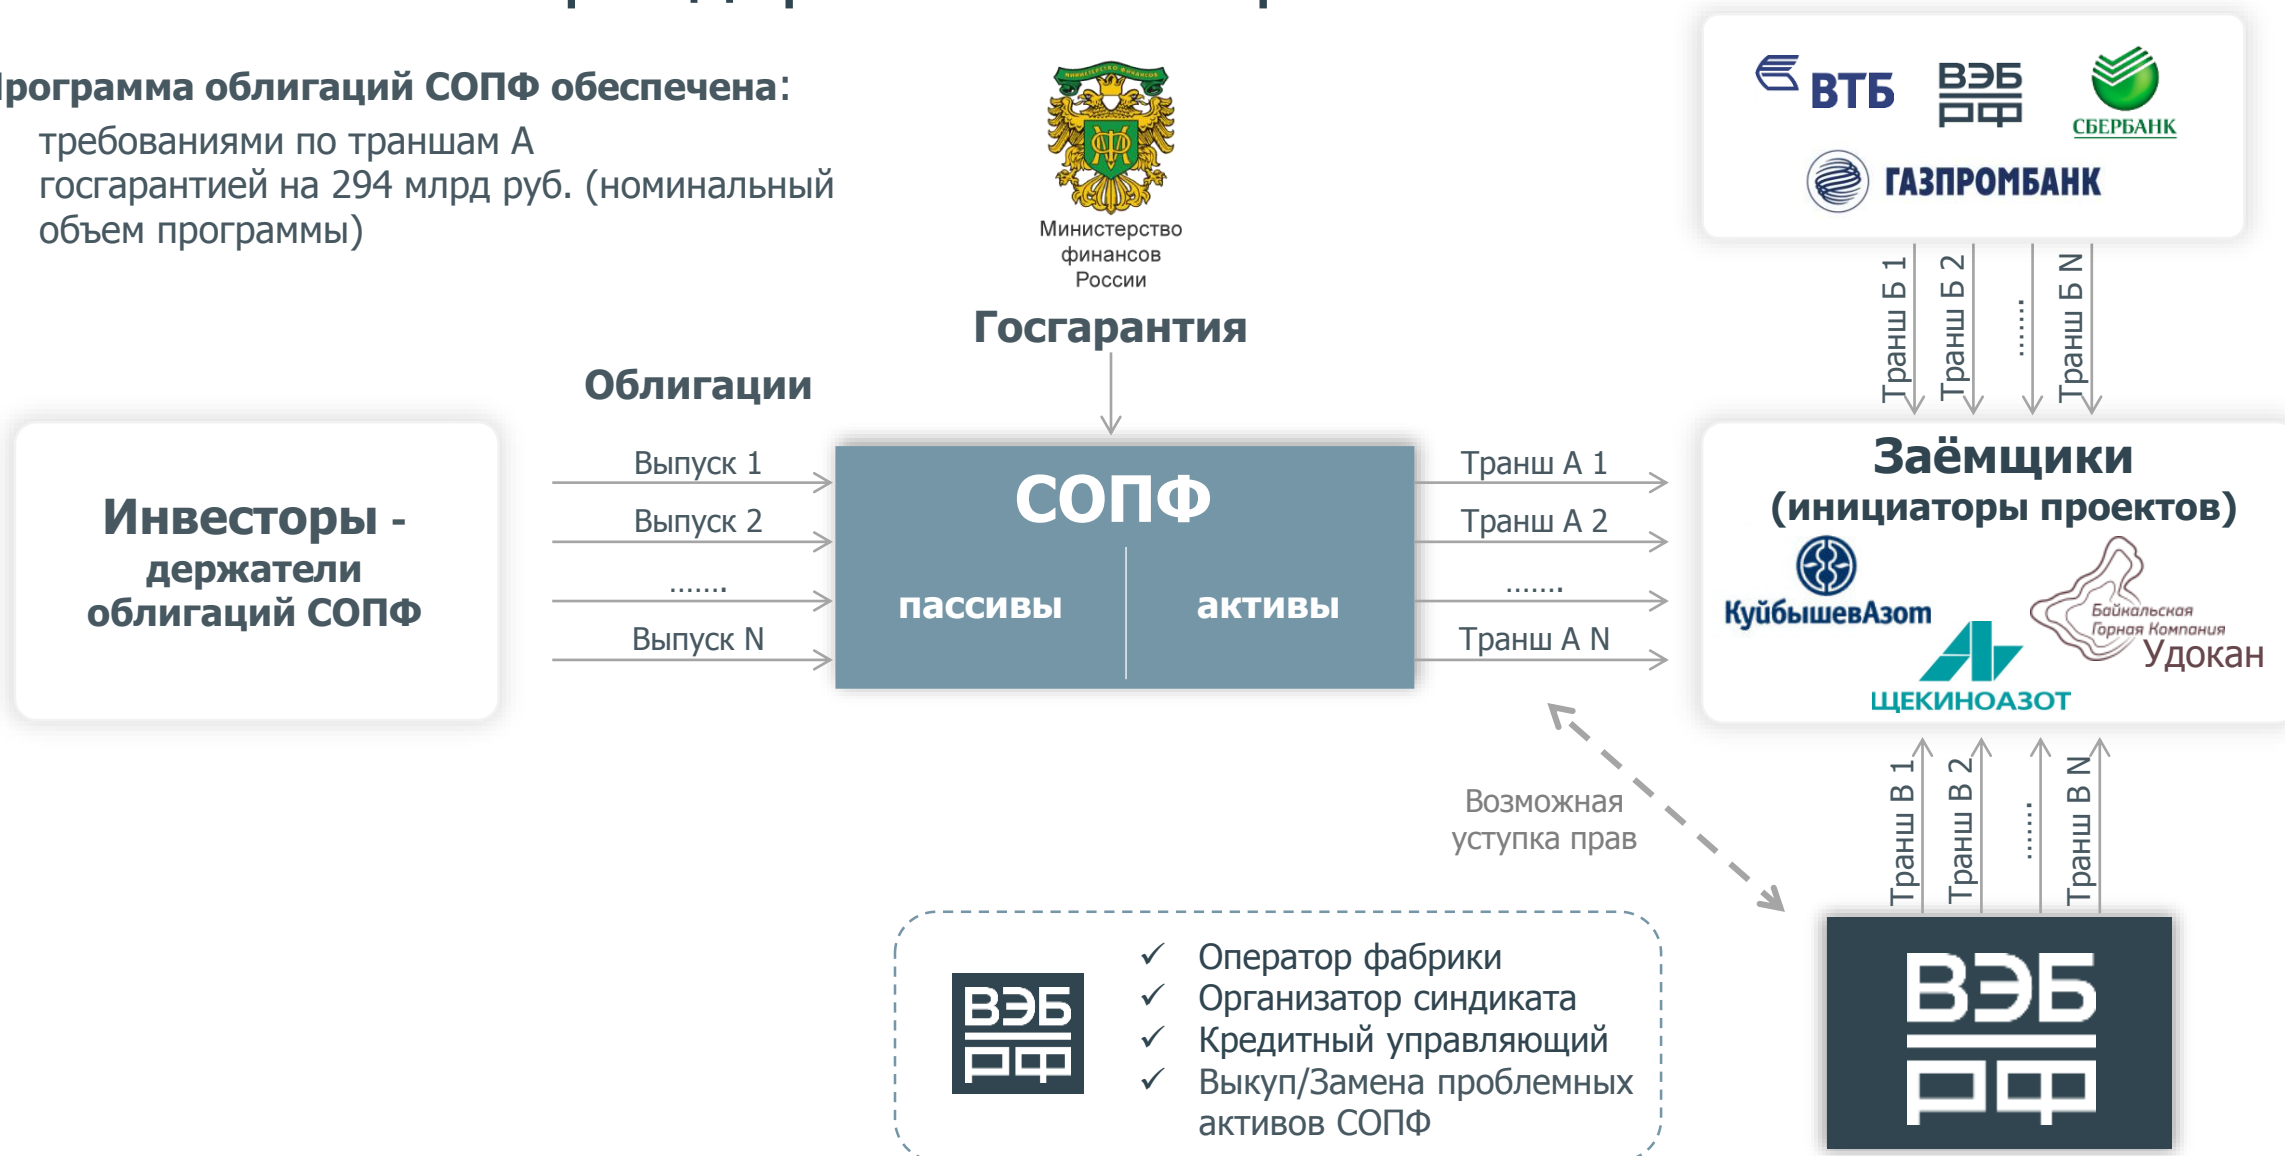 Программа облигаций СОПФ обеспечена:
требованиями по траншам А
госгарантией на 294 млрд руб. (номинальный
объем программы)
МИНИСТЕРСТВО ФИНАНСОВ
Министерство
финансов
России
Госгарантия
ВТБ
ВЭБ
РФ
СБЕРБАНК
ГАЗПРОМБАНК
Транш Б 1
Транш Б 2
.......
Транш Б N
Облигации
Инвесторы -
держатели
облигаций СОПФ
Выпуск 1
Выпуск 2
.......
Выпуск N
СОПФ
пассивы
активы
Транш А 1
Транш А 2
.......
Транш А N
Заёмщики
(инициаторы проектов)
КуйбышевАзот
Байкальская
Горная Компания
Удокан
ЩЕКИНОАЗОТ
Возможная
уступка прав
Транш В 1
Транш В 2
.......
Транш В N
ВЭБ
РФ
✓ Оператор фабрики
✓ Организатор синдиката
✓ Кредитный управляющий
✓ Выкуп/Замена проблемных
активов СОПФ
ВЭБ
РФ